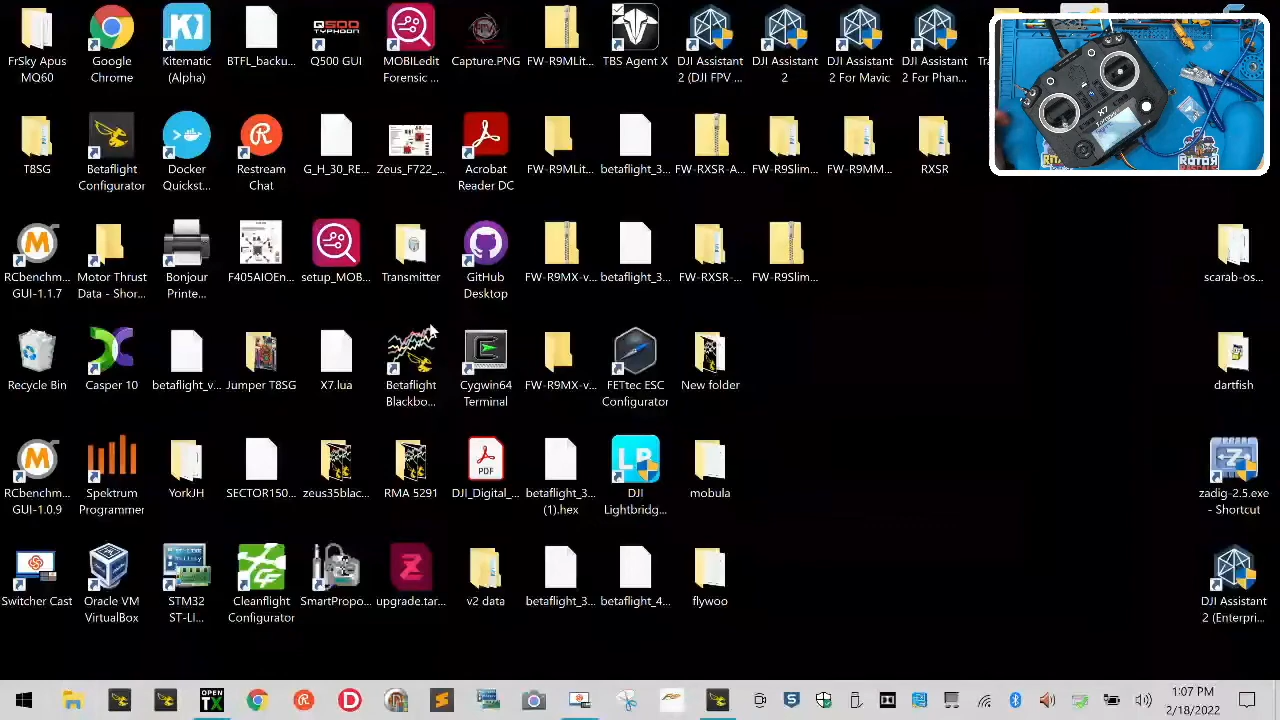 FrSky Apus
MQ60
Google
Chrome
Kitematic
(Alpha)
BTFL_backu...
Q500
TYPHOON
Q500 GUI
MOBILedit
Forensic ...
Capture.PNG
FW-R9MLit...
TBS Agent X
DJI Assistant
2 (DJI FPV ...
DJI Assistant
2
DJI Assistant
2 For Mavic
DJI Assistant
2 For Phan...
T8SG
Betaflight
Configurator
Docker
Quickst...
Restream
Chat
G_H_30_RE...
Zeus_F722_...
Acrobat
Reader DC
FW-R9MLit...
betaflight_3...
FW-RXSR-A...
FW-R9Slim...
FW-R9MM...
RXSR
X7
ROTOR
RCbenchm...
GUI-1.1.7
Motor Thrust
Data - Shor...
Bonjour
Printe...
F405AIOEn...
setup_MOB...
Transmitter
GitHub
Desktop
FW-R9MX-v...
betaflight_3...
FW-RXSR-...
FW-R9Slim...
scarab-os...
Recycle Bin
Casper 10
betaflight_v...
Jumper T8SG
X7.lua
Betaflight
Blackbo...
Cygwin64
Terminal
FW-R9MX-v...
FETtec ESC
Configurator
New folder
dartfish
RCbenchm...
GUI-1.0.9
Spektrum
Programmer
YorkJH
SECTOR150...
zeus35blac...
RMA 5291
PDF
DJI_Digital_...
betaflight_3...
(1).hex
LB
DJI
Lightbridg...
mobula
zadig-2.5.exe
- Shortcut
Switcher Cast
Oracle VM
VirtualBox
STM32
ST-LI...
Cleanflight
Configurator
SmartPropo...
upgrade.tar...
v2 data
betaflight_3...
betaflight_4...
flywoo
DJI Assistant
2 (Enterpri...
OPEN
TX
1:07 PM
2/18/2022